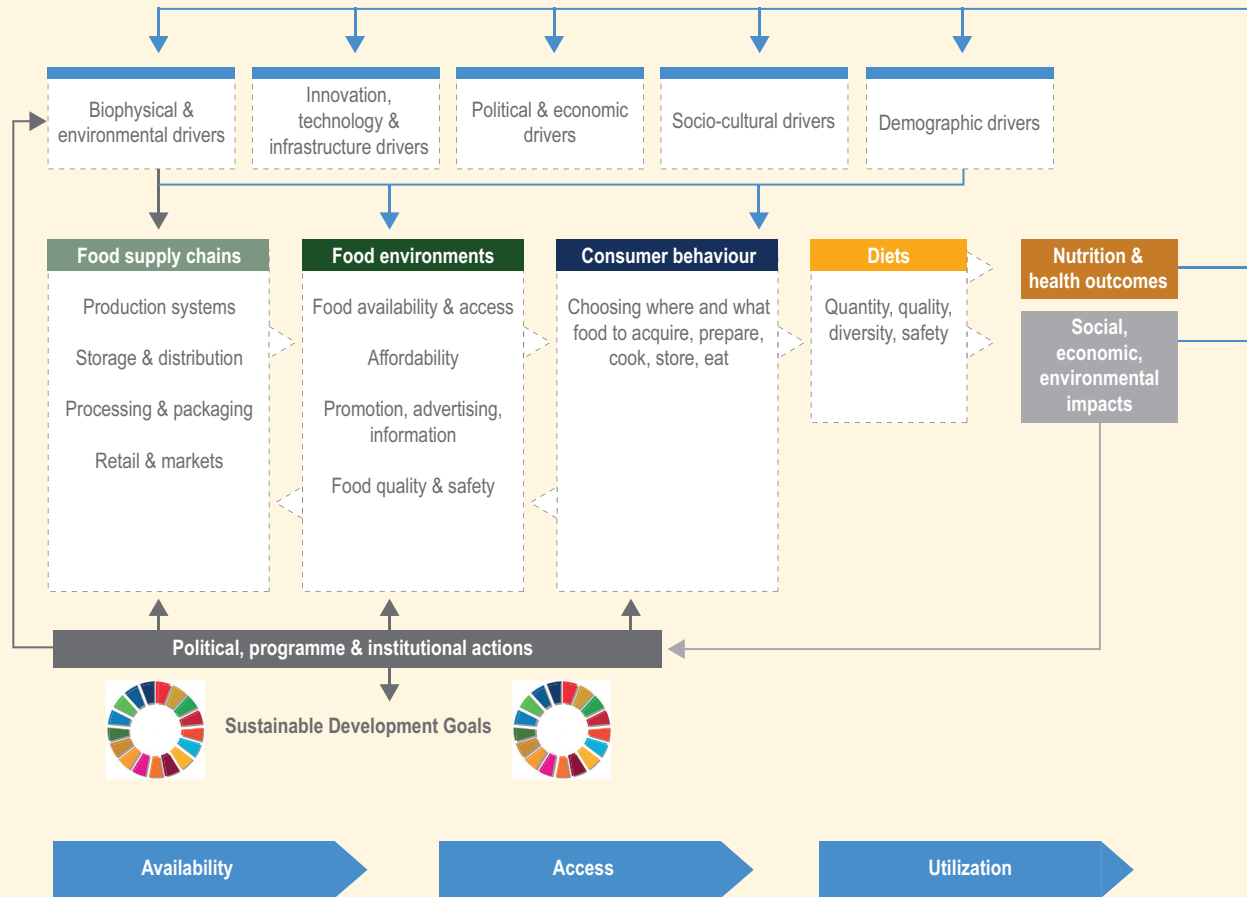 Biophysical &
environmental drivers
Innovation,
technology &
infrastructure drivers
Political & economic
drivers
Socio-cultural drivers
Demographic drivers
Food supply chains
Production systems
Storage & distribution
Processing & packaging
Retail & markets
Food environments
Food availability & access
Affordability
Promotion, advertising,
information
Food quality & safety
Consumer behaviour
Choosing where and what
food to acquire, prepare,
cook, store, eat
Diets
Quantity, quality,
diversity, safety
Nutrition &
health outcomes
Social,
economic,
environmental
impacts
Political, programme & institutional actions
Sustainable Development Goals
Availability
Access
Utilization